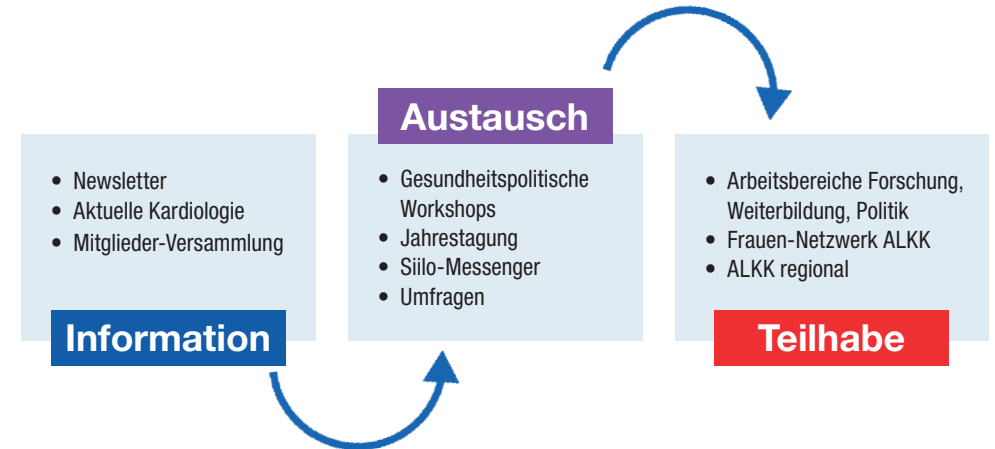 • Newsletter
• Aktuelle Kardiologie
• Mitglieder-Versammlung
Information
Austausch
• Gesundheitspolitische
Workshops
• Jahrestagung
• Siilo-Messenger
• Umfragen
• Arbeitsbereiche Forschung,
Weiterbildung, Politik
• Frauen-Netzwerk ALKK
• ALKK regional
Teilhabe